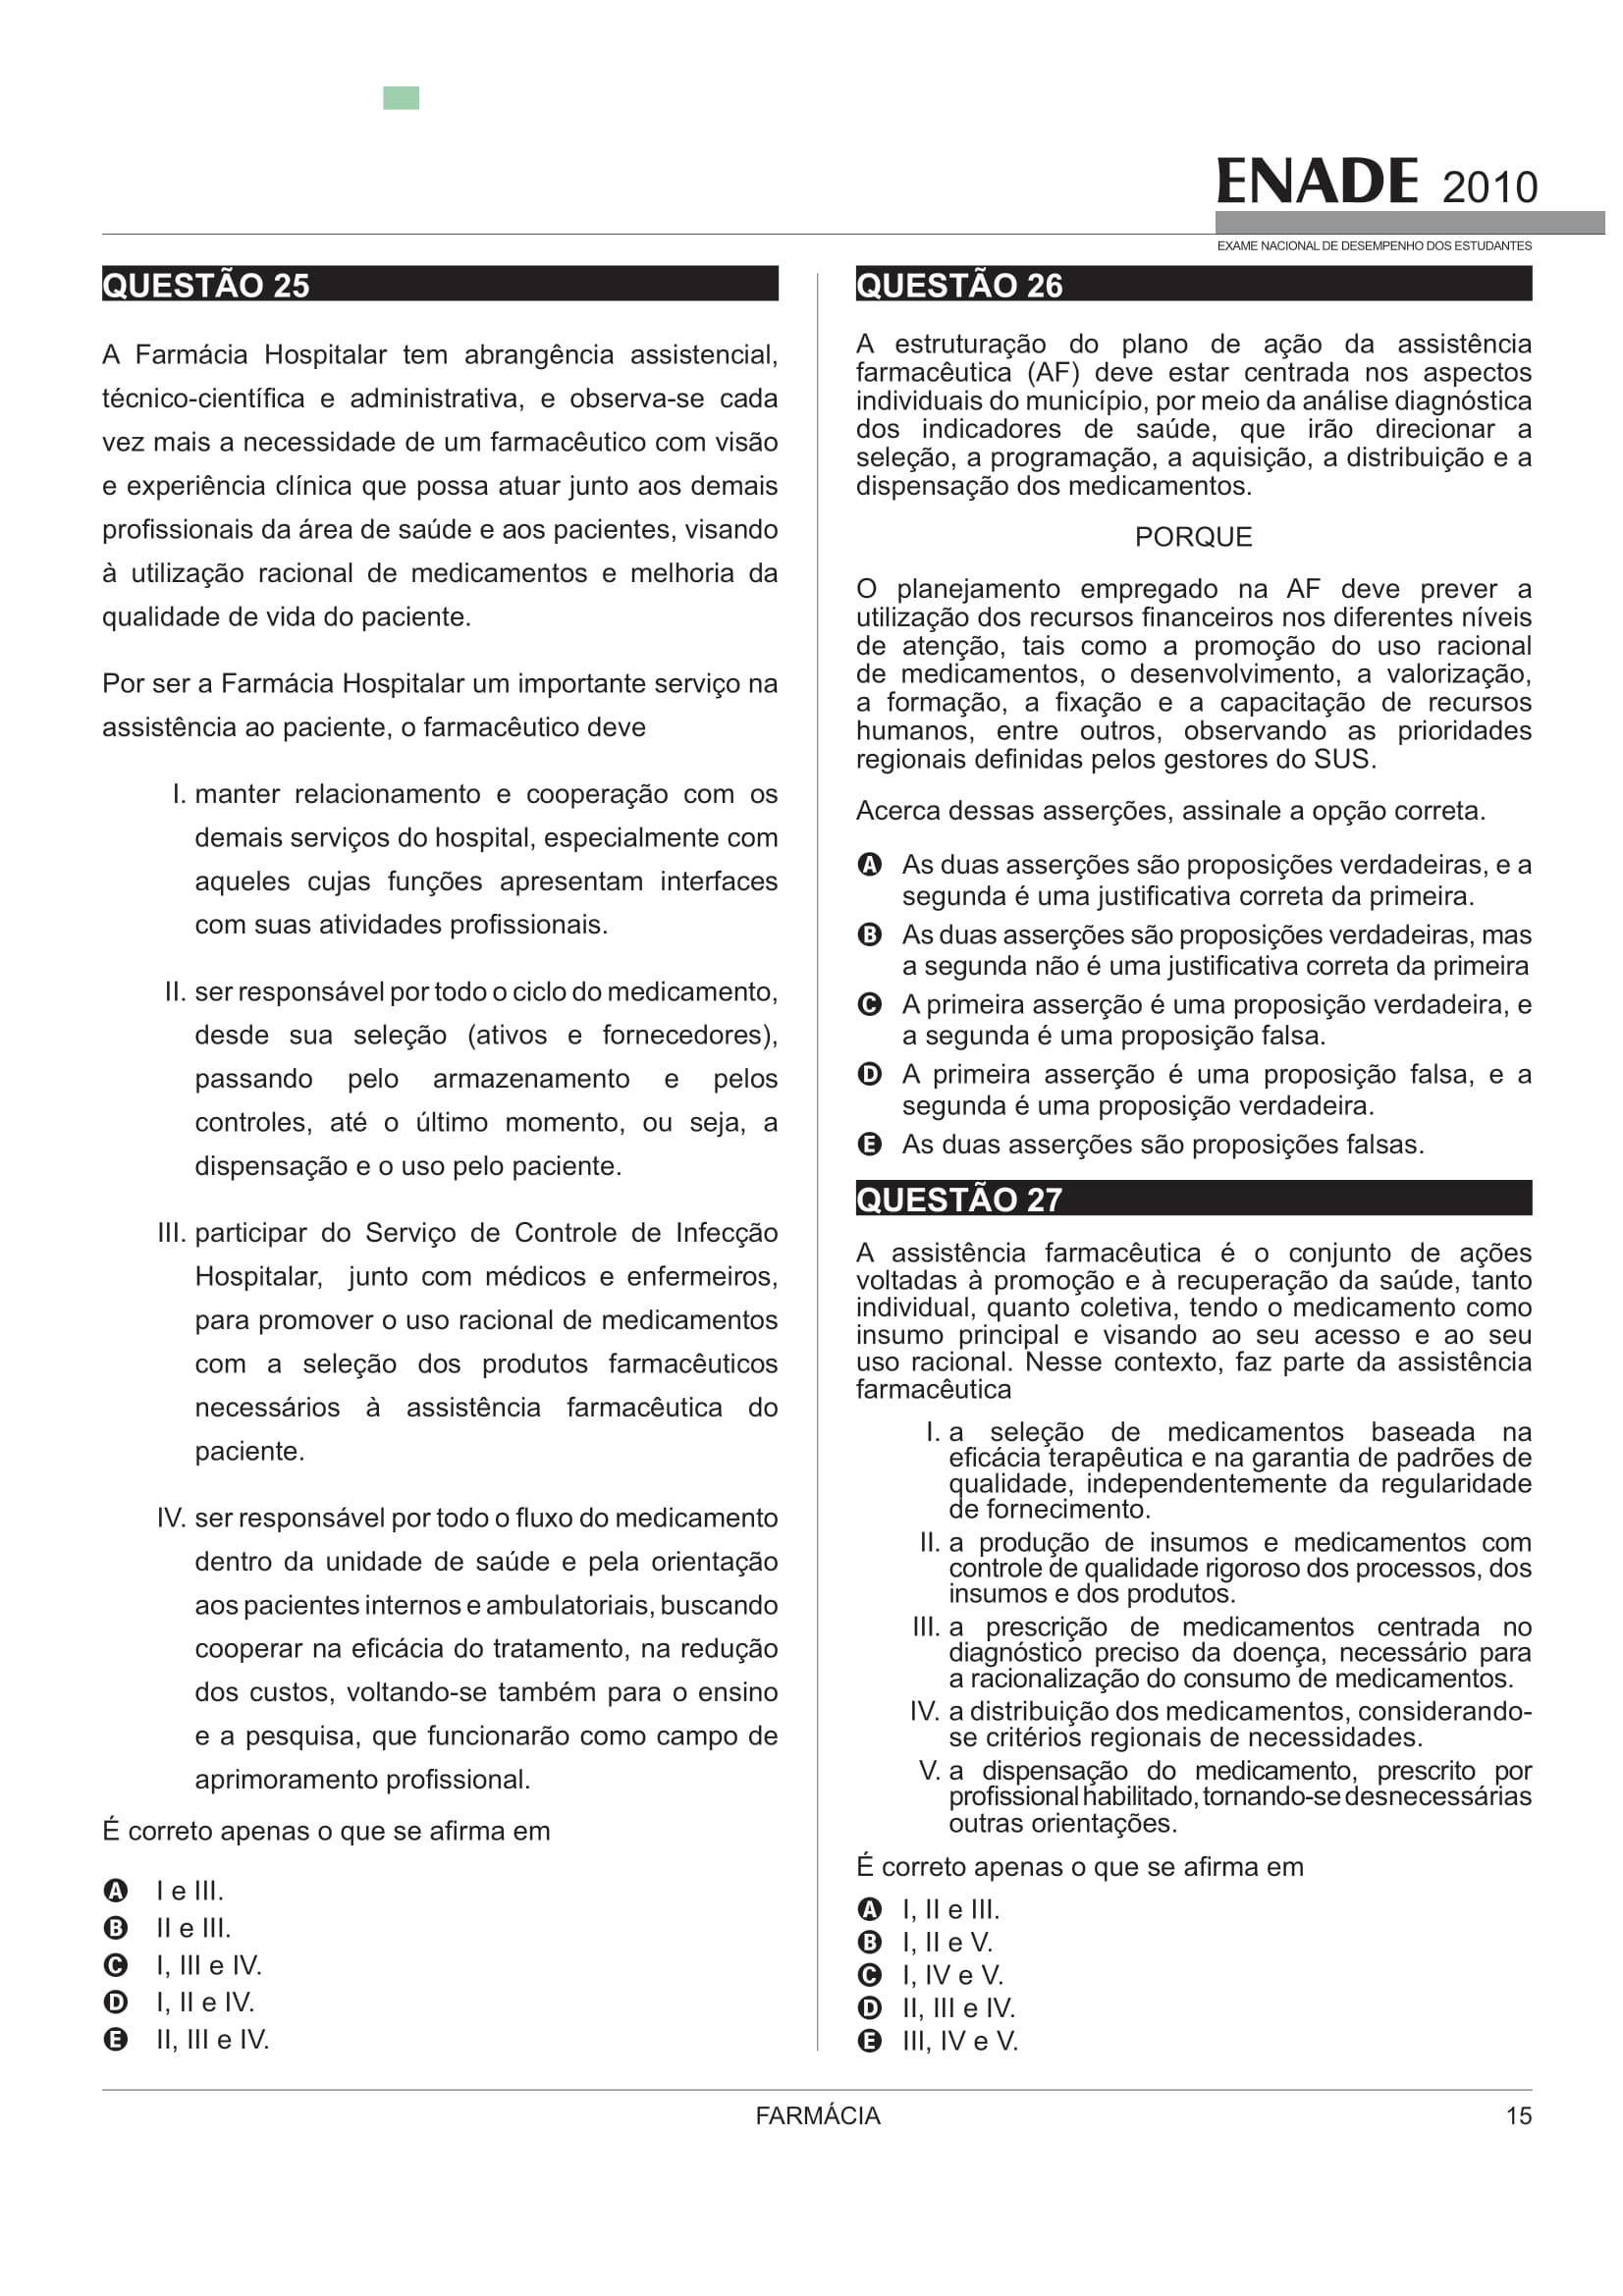 ENADE 2010
EXAME NACIONAL DE DESEMPENHO DOS ESTUDANTES
QUESTÃO 25
A Farmácia Hospitalar tem abrangência assistencial,
técnico-científica e administrativa, e observa-se cada
vez mais a necessidade de um farmacêutico com visão
e experiência clínica que possa atuar junto aos demais
profissionais da área de saúde e aos pacientes, visando
à utilização racional de medicamentos e melhoria da
qualidade de vida do paciente.
Por ser a Farmácia Hospitalar um importante serviço na
assistência ao paciente, o farmacêutico deve
I. manter relacionamento e cooperação com os
demais serviços do hospital, especialmente com
aqueles cujas funções apresentam interfaces
com suas atividades profissionais.
II. ser responsável por todo o ciclo do medicamento,
desde sua seleção (ativos e fornecedores),
passando pelo armazenamento e pelos
controles, até o último momento, ou seja, a
dispensação e o uso pelo paciente.
III. participar do Serviço de Controle de Infecção
Hospitalar, junto com médicos e enfermeiros,
para promover o uso racional de medicamentos
com a seleção dos produtos farmacêuticos
necessários à assistência farmacêutica do
paciente.
IV. ser responsável por todo o fluxo do medicamento
dentro da unidade de saúde e pela orientação
aos pacientes internos e ambulatoriais, buscando
cooperar na eficácia do tratamento, na redução
dos custos, voltando-se também para o ensino
e a pesquisa, que funcionarão como campo de
aprimoramento profissional.
É correto apenas o que se afirma em
A I e III.
B II e III.
C I, III e IV.
D I, II e IV.
E II, III e IV.
QUESTÃO 26
A estruturação do plano de ação da assistência
farmacêutica (AF) deve estar centrada nos aspectos
individuais do município, por meio da análise diagnóstica
dos indicadores de saúde, que irão direcionar a
seleção, a programação, a aquisição, a distribuição e a
dispensação dos medicamentos.
PORQUE
O planejamento empregado na AF deve prever a
utilização dos recursos financeiros nos diferentes níveis
de atenção, tais como a promoção do uso racional
de medicamentos, o desenvolvimento, a valorização,
a formação, a fixação e a capacitação de recursos
humanos, entre outros, observando as prioridades
regionais definidas pelos gestores do SUS.
Acerca dessas asserções, assinale a opção correta.
A As duas asserções são proposições verdadeiras, e a
segunda é uma justificativa correta da primeira.
B As duas asserções são proposições verdadeiras, mas
a segunda não é uma justificativa correta da primeira
C A primeira asserção é uma proposição verdadeira, e
a segunda é uma proposição falsa.
D A primeira asserção é uma proposição falsa, e a
segunda é uma proposição verdadeira.
E As duas asserções são proposições falsas.
QUESTÃO 27
A assistência farmacêutica é o conjunto de ações
voltadas à promoção e à recuperação da saúde, tanto
individual, quanto coletiva, tendo o medicamento como
insumo principal e visando ao seu acesso e ao seu
uso racional. Nesse contexto, faz parte da assistência
farmacêutica
I. a seleção de medicamentos baseada na
eficácia terapêutica e na garantia de padrões de
qualidade, independentemente da regularidade
de fornecimento.
II. a produção de insumos e medicamentos com
controle de qualidade rigoroso dos processos, dos
insumos e dos produtos.
III. a prescrição de medicamentos centrada no
diagnóstico preciso da doença, necessário para
a racionalização do consumo de medicamentos.
IV. a distribuição dos medicamentos, considerando-
se critérios regionais de necessidades.
V. a dispensação do medicamento, prescrito por
profissional habilitado, tornando-se desnecessárias
outras orientações.
É correto apenas o que se afirma em
A I, II e III.
B I, II e V.
C I, IV e V.
D II, III e IV.
E III, IV e V.
FARMÁCIA 15